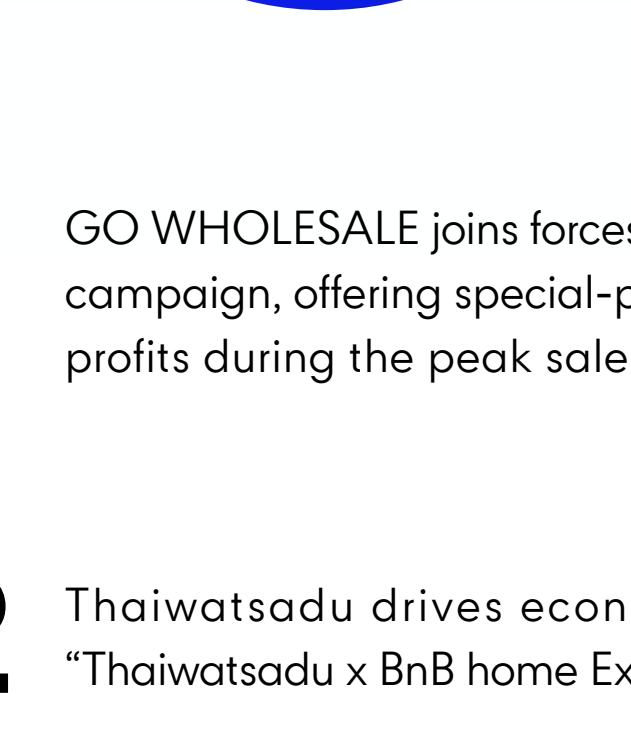 GO WHOLESALE joins forces
campaign, offering special-p
profits during the peak sale
Thaiwatsadu drives econ
“Thaiwatsadu x BnB home Ex